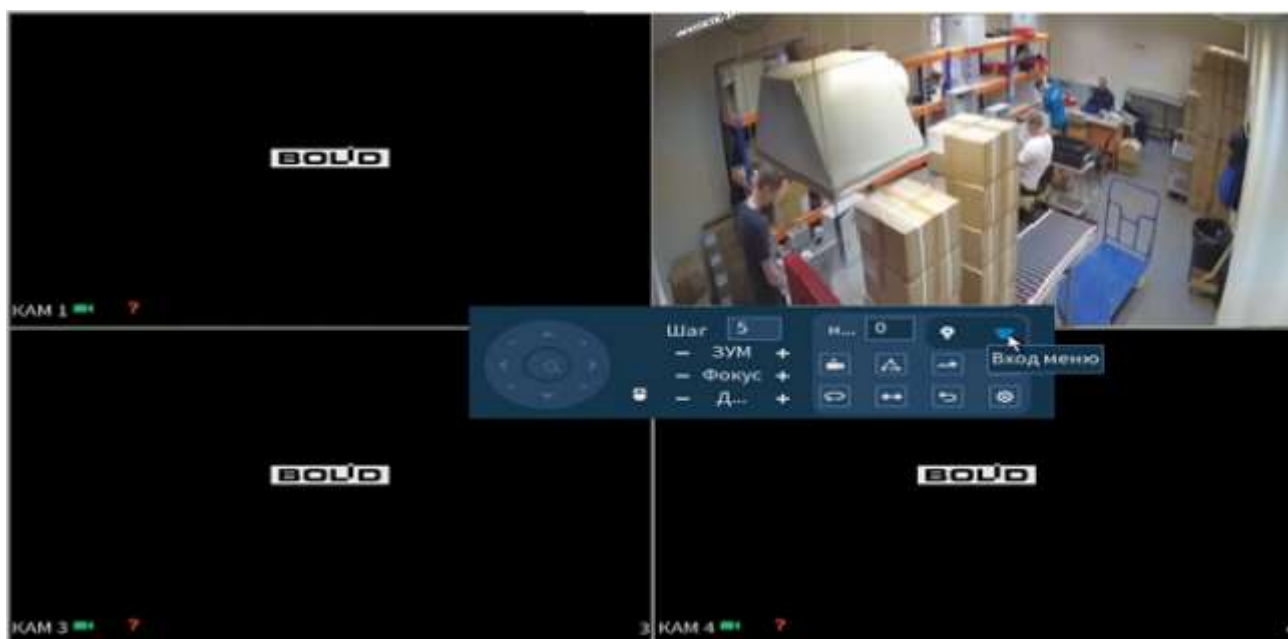 BOLID
КАМ 1 ?
Шаг 5
н... 0
− ЗУМ +
Вход меню
− Фокус +
− Д... +
BOLID
BOLID
КАМ 3 ?
3
КАМ 4 ?